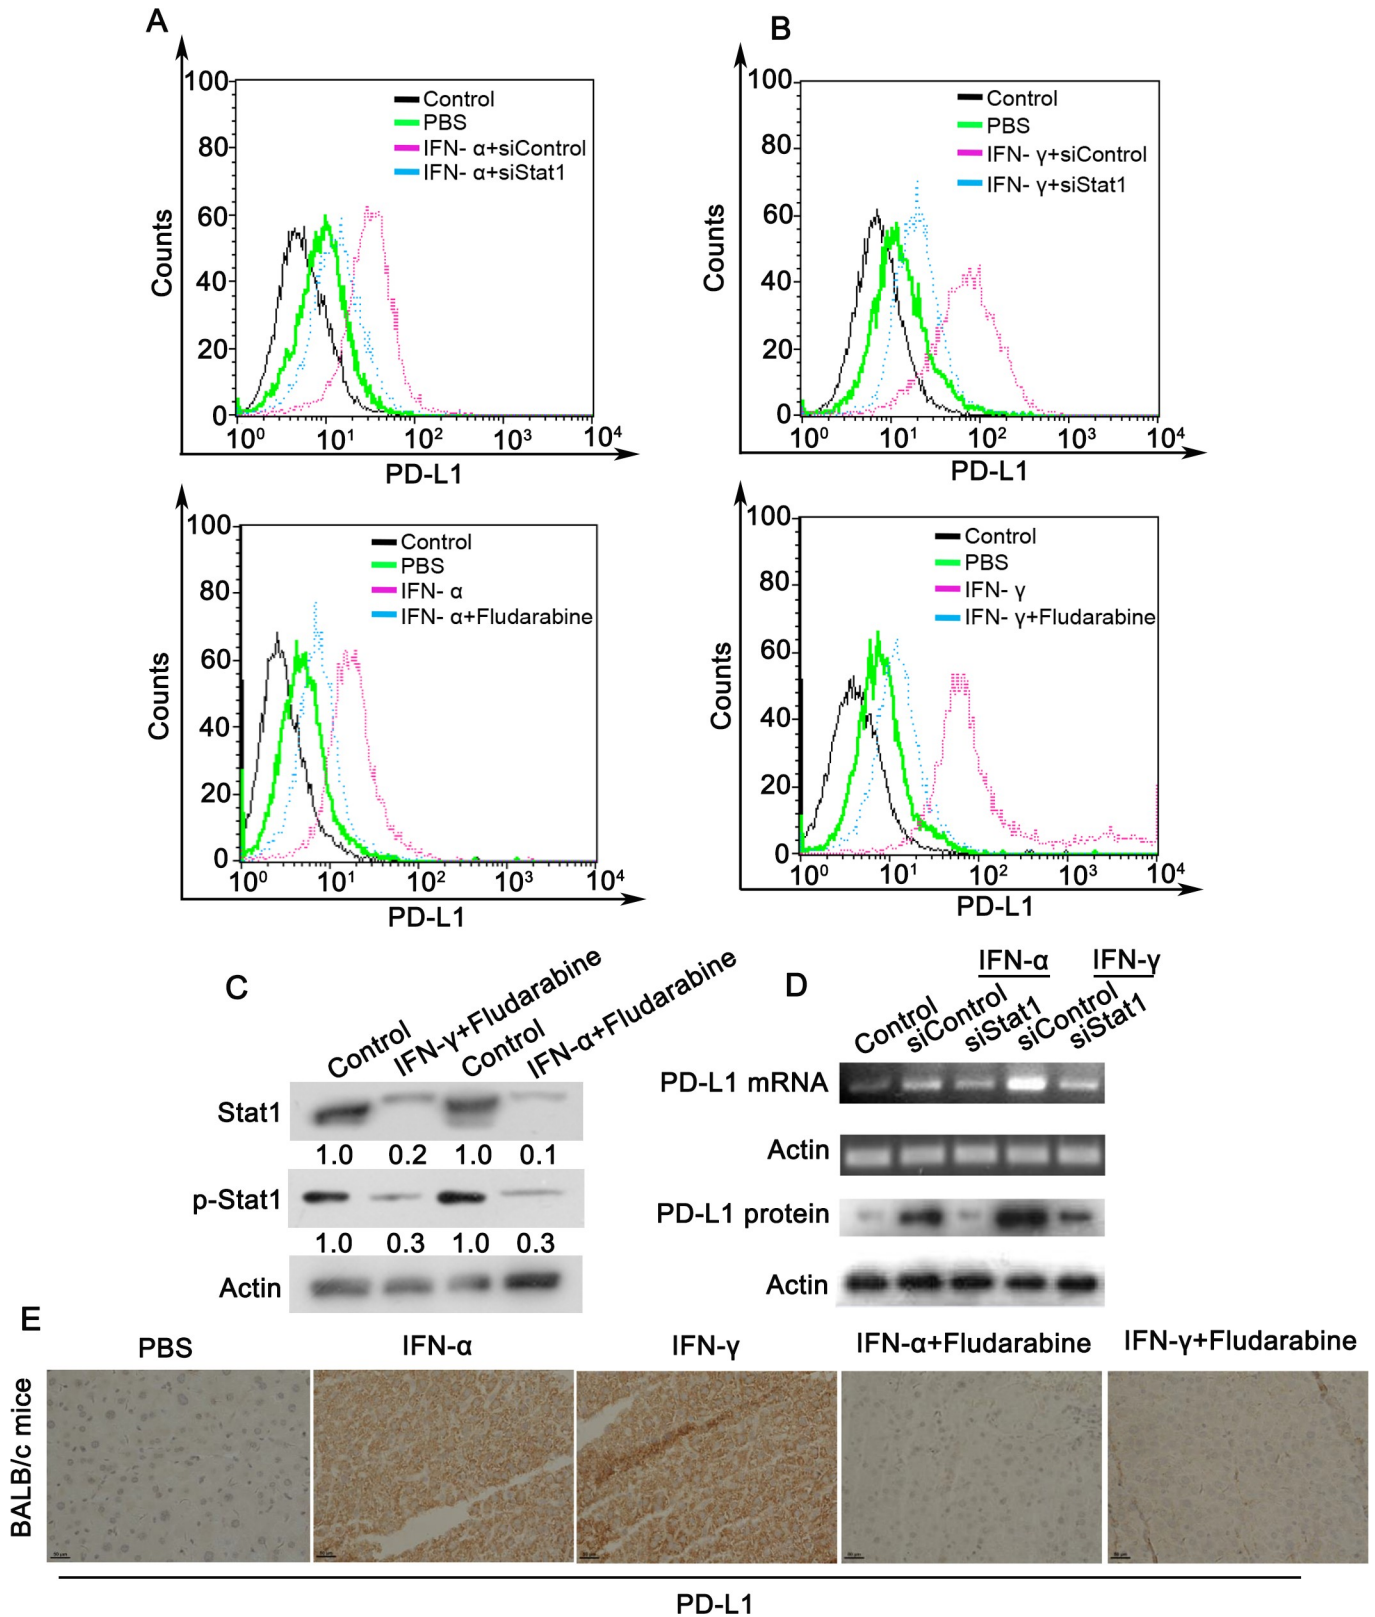 A
100
80
60
40
20
0
Counts
Control
PBS
IFN- α+siControl
IFN- α+siStat1
10⁰ 10¹ 10² 10³ 10⁴
PD-L1
B
100
80
60
40
20
0
Counts
Control
PBS
IFN- γ+siControl
IFN- γ+siStat1
10⁰ 10¹ 10² 10³ 10⁴
PD-L1
100
80
60
40
20
0
Counts
Control
PBS
IFN- α
IFN- α+Fludarabine
10⁰ 10¹ 10² 10³ 10⁴
PD-L1
100
80
60
40
20
0
Counts
Control
PBS
IFN- γ
IFN- γ+Fludarabine
10⁰ 10¹ 10² 10³ 10⁴
PD-L1
C
Control
IFN-γ+Fludarabine
Control
IFN-α+Fludarabine
Stat1
1.0 0.2 1.0 0.1
p-Stat1
1.0 0.3 1.0 0.3
Actin
D
IFN-α IFN-γ
Control
siControl
siStat1
siControl
siStat1
PD-L1 mRNA
Actin
PD-L1 protein
Actin
E
PBS IFN-α IFN-γ IFN-α+Fludarabine IFN-γ+Fludarabine
BALB/c mice
PD-L1